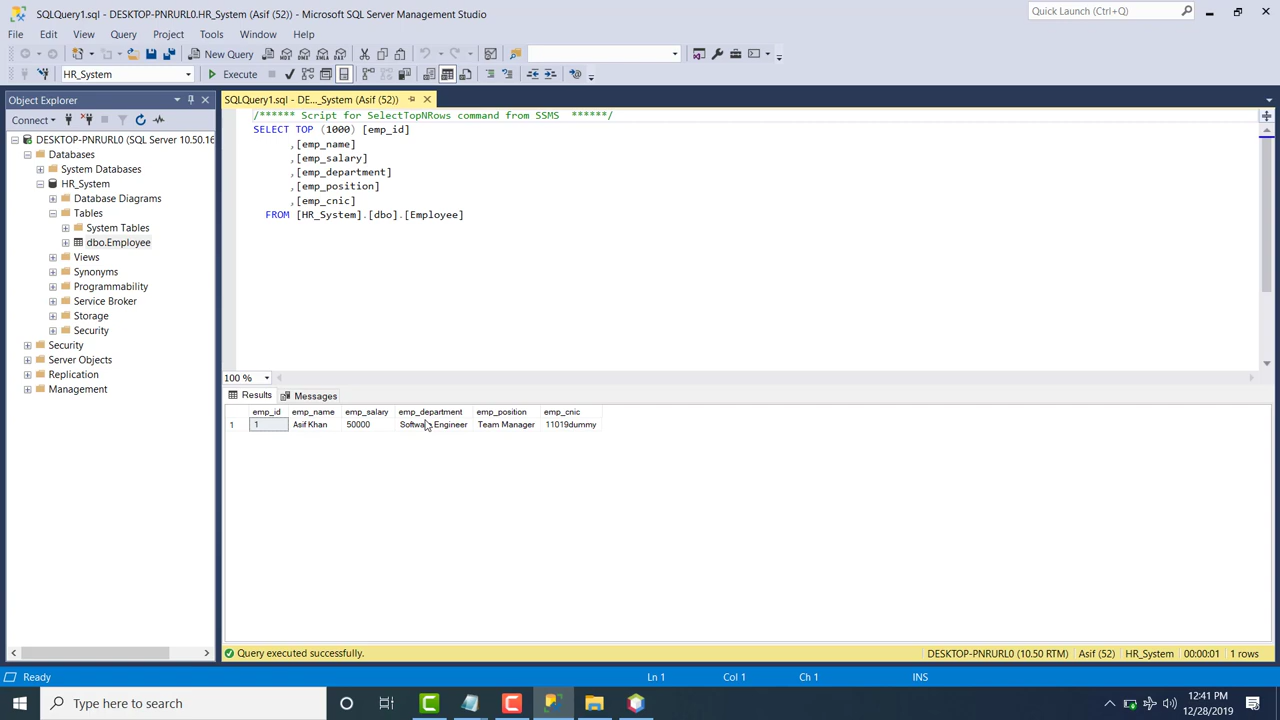 SQLQuery1.sql - DESKTOP-PNRURL0.HR_System (Asif (52)) - Microsoft SQL Server Management Studio
Quick Launch (Ctrl+Q)
File Edit View Query Project Tools Window Help
New Query
MDX DMX XMLA DAX
HR_System
Execute
Object Explorer
SQLQuery1.sql - DE..._System (Asif (52))
Connect
DESKTOP-PNRURL0 (SQL Server 10.50.16
Databases
System Databases
HR_System
Database Diagrams
Tables
System Tables
dbo.Employee
Views
Synonyms
Programmability
Service Broker
Storage
Security
Security
Server Objects
Replication
Management
/****** Script for SelectTopNRows command from SSMS ******/
SELECT TOP (1000) [emp_id]
,[emp_name]
,[emp_salary]
,[emp_department]
,[emp_position]
,[emp_cnic]
FROM [HR_System].[dbo].[Employee]
100 %
Results Messages
emp_id emp_name emp_salary emp_department emp_position emp_cnic
1 1 Asif Khan 50000 Software Engineer Team Manager 11019dummy
Query executed successfully.
DESKTOP-PNRURL0 (10.50 RTM) Asif (52) HR_System 00:00:01 1 rows
Ready
Ln 1 Col 1 Ch 1 INS
Type here to search
12:41 PM
12/28/2019